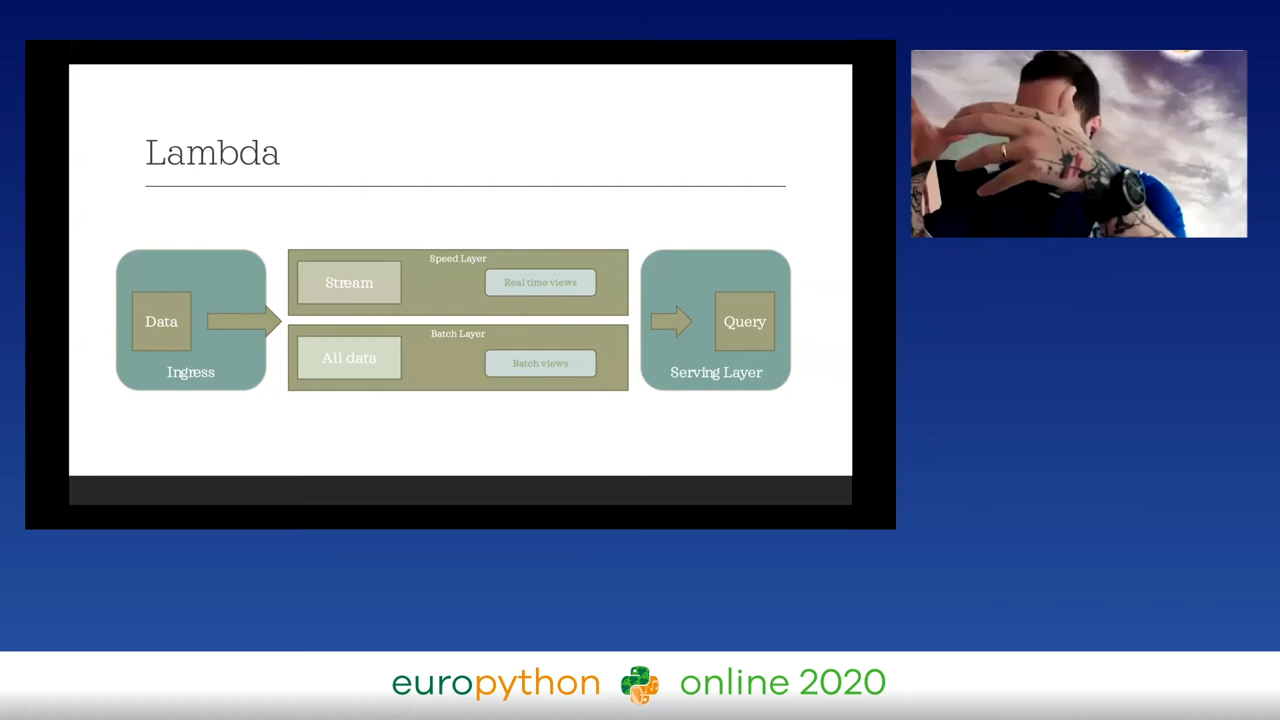 Lambda
Data
Ingress
Speed Layer
Stream
Real time views
Batch Layer
All data
Batch views
Query
Serving Layer
europython online 2020